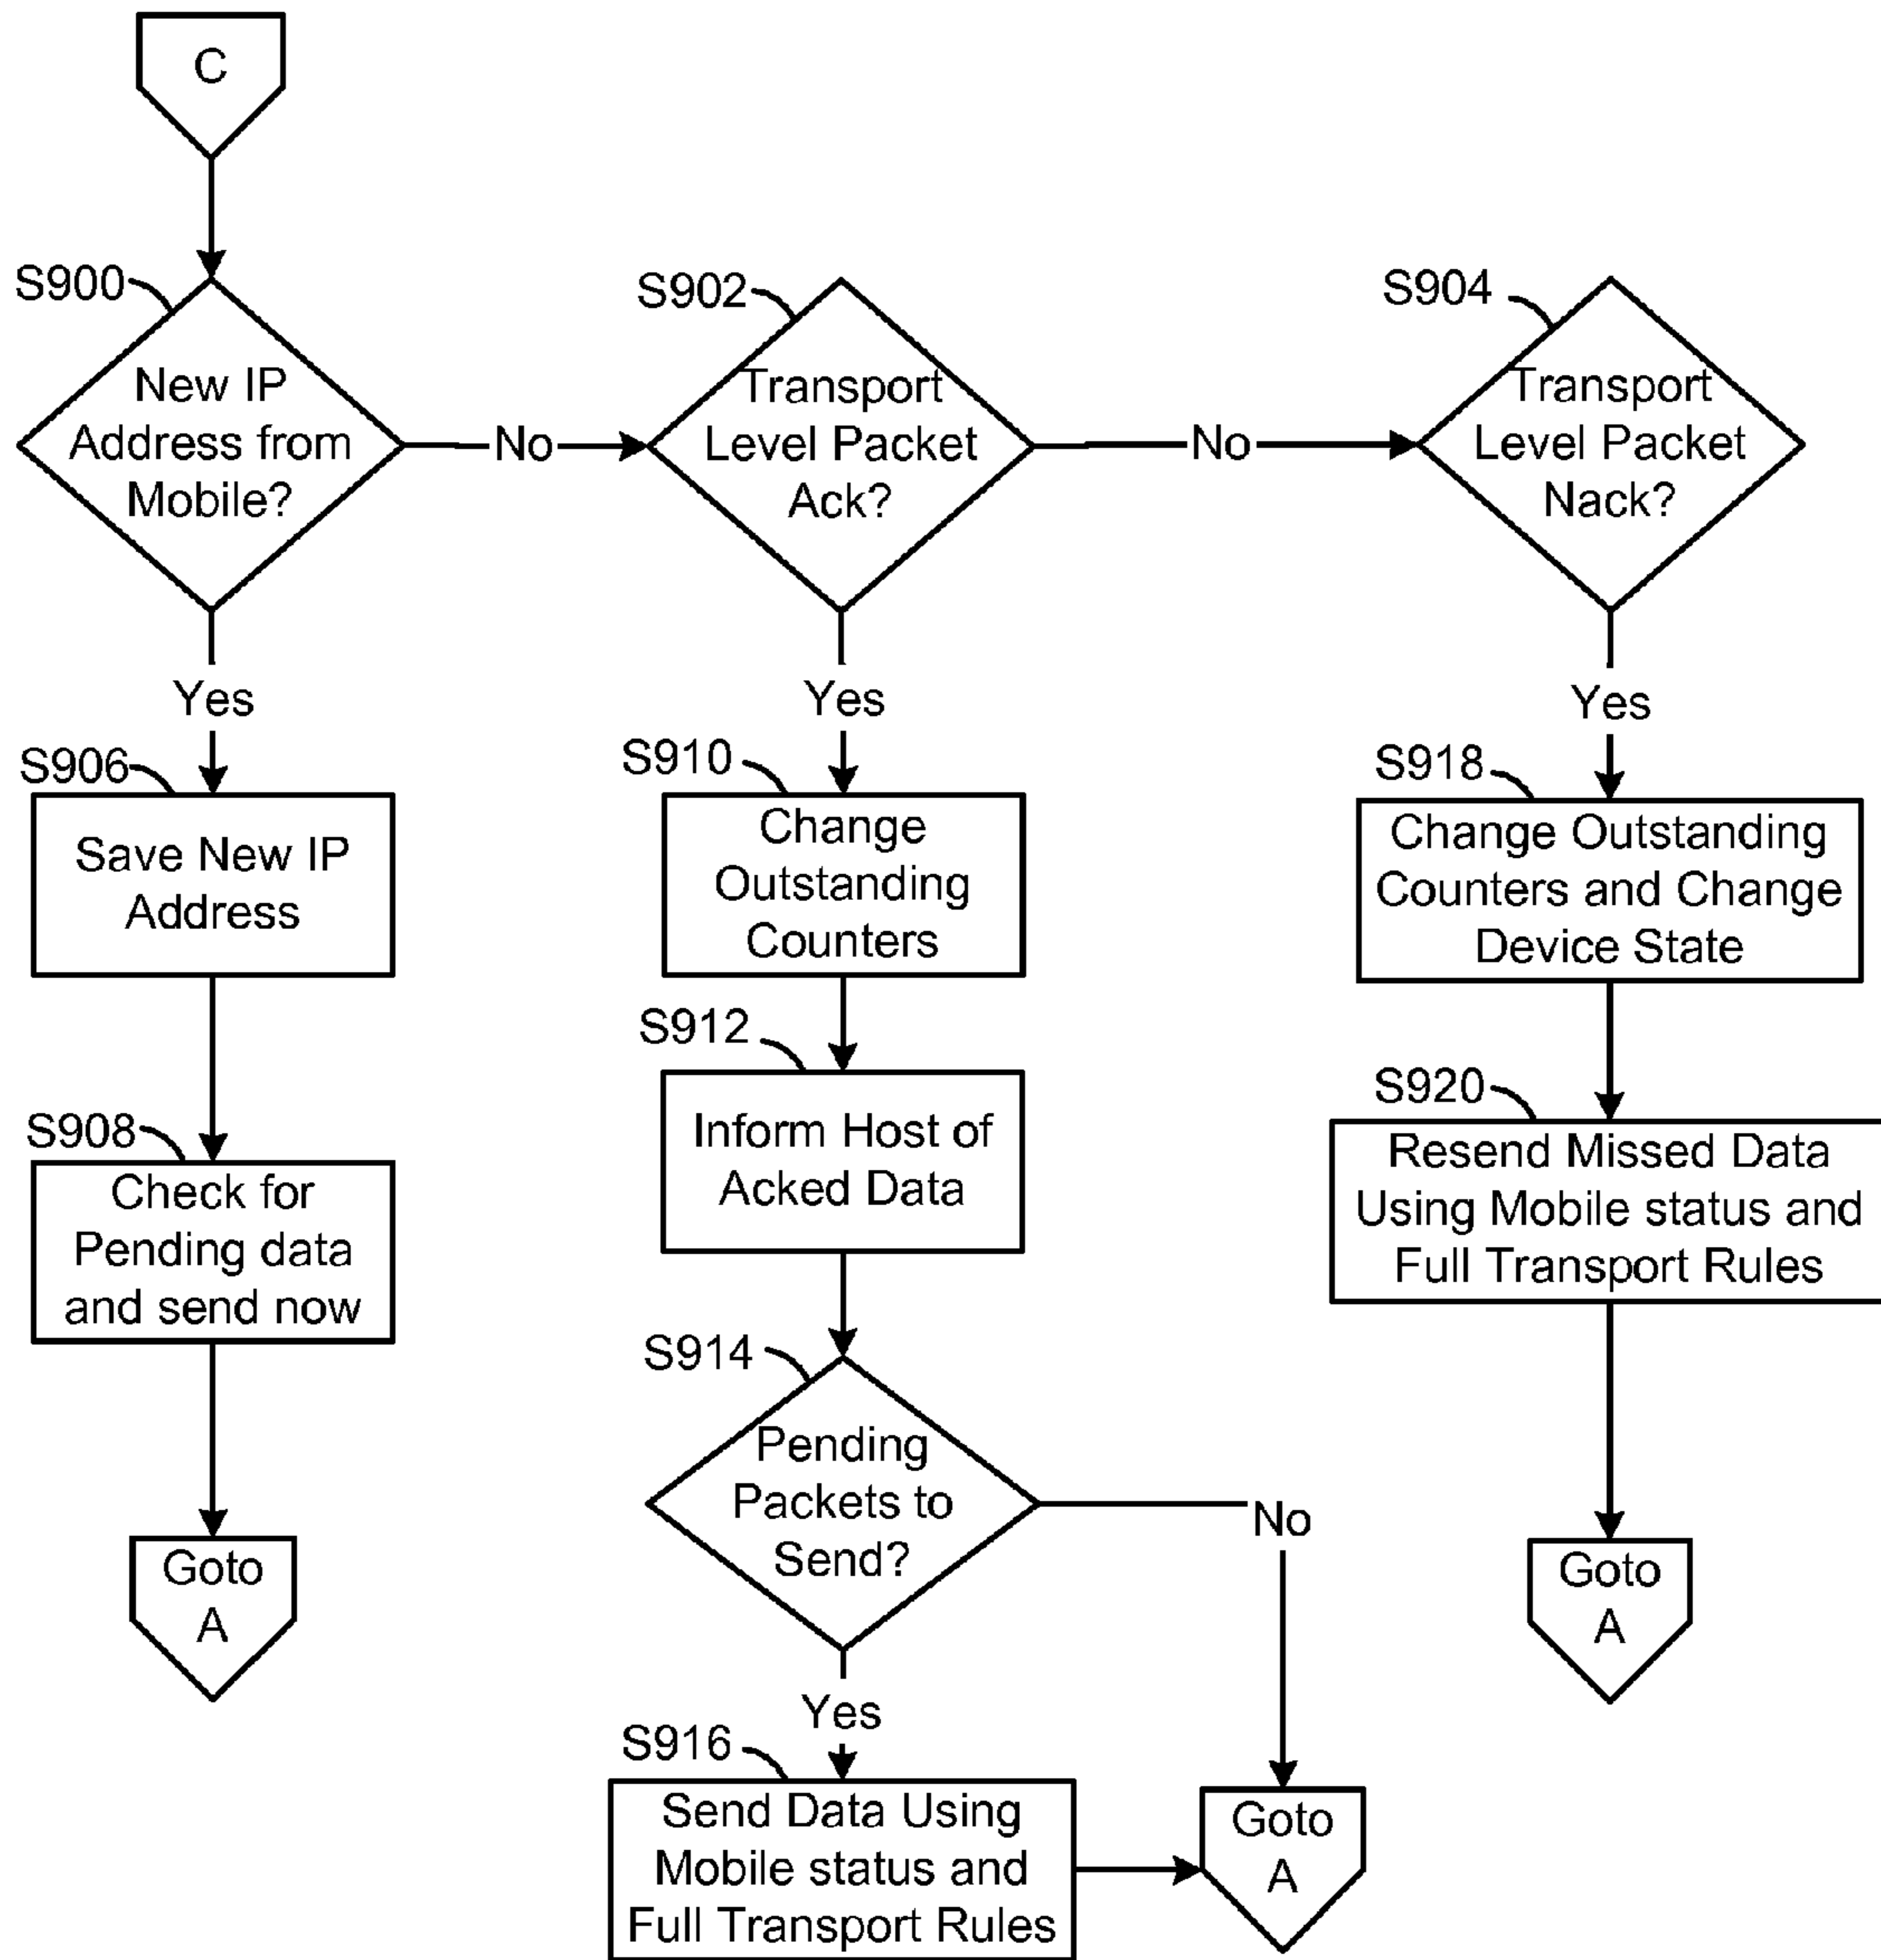 C
S900
New IP
Address from
Mobile?
No
S902
Transport
Level Packet
Ack?
No
S904
Transport
Level Packet
Nack?
Yes
Yes
Yes
S906
Save New IP
Address
S908
Check for
Pending data
and send now
Goto
A
S910
Change
Outstanding
Counters
S912
Inform Host of
Acked Data
S914
Pending
Packets to
Send?
No
Yes
S916
Send Data Using
Mobile status and
Full Transport Rules
Goto
A
S918
Change Outstanding
Counters and Change
Device State
S920
Resend Missed Data
Using Mobile status and
Full Transport Rules
Goto
A